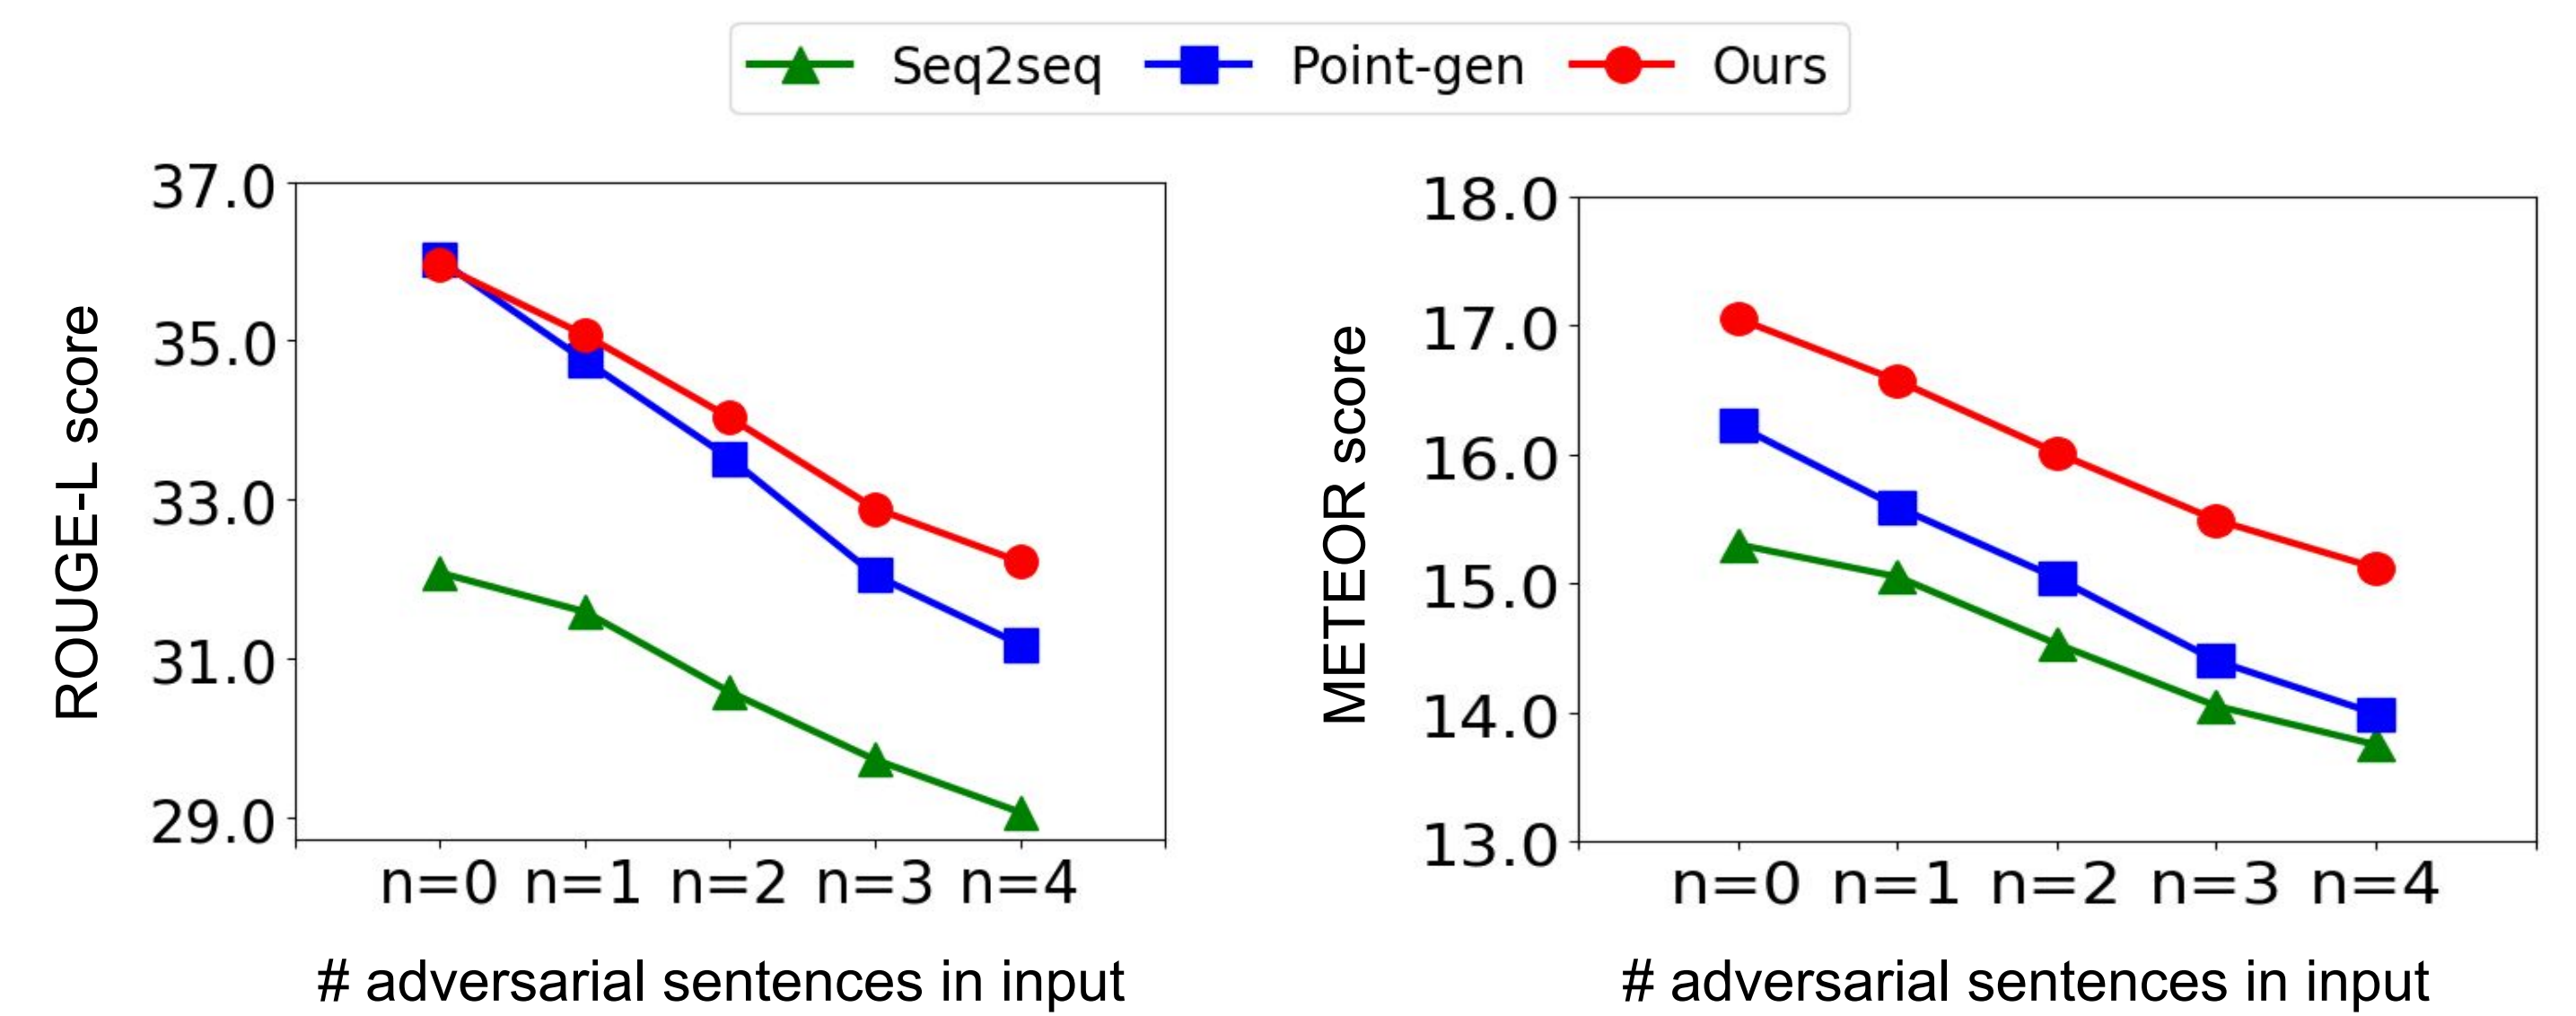 Seq2seq Point-gen Ours
ROUGE-L score
37.0
35.0
33.0
31.0
29.0
n=0 n=1 n=2 n=3 n=4
# adversarial sentences in input
METEOR score
18.0
17.0
16.0
15.0
14.0
13.0
n=0 n=1 n=2 n=3 n=4
# adversarial sentences in input